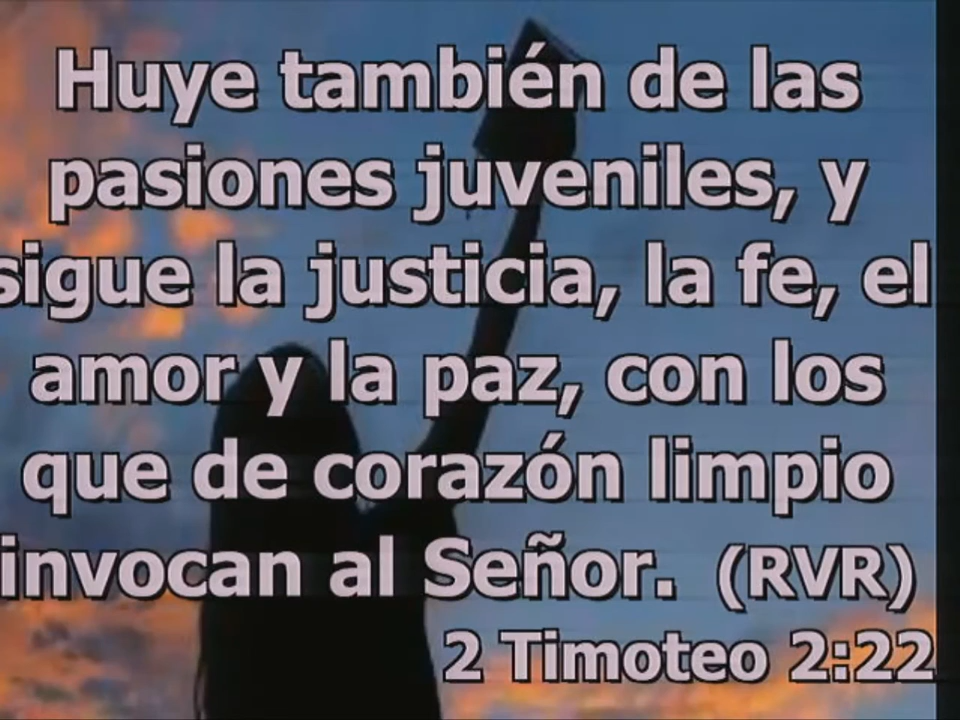 Huye también de las
pasiones juveniles, y
sigue la justicia, la fe, el
amor y la paz, con los
que de corazón limpio
invocan al Señor. (RVR)
2 Timoteo 2:22